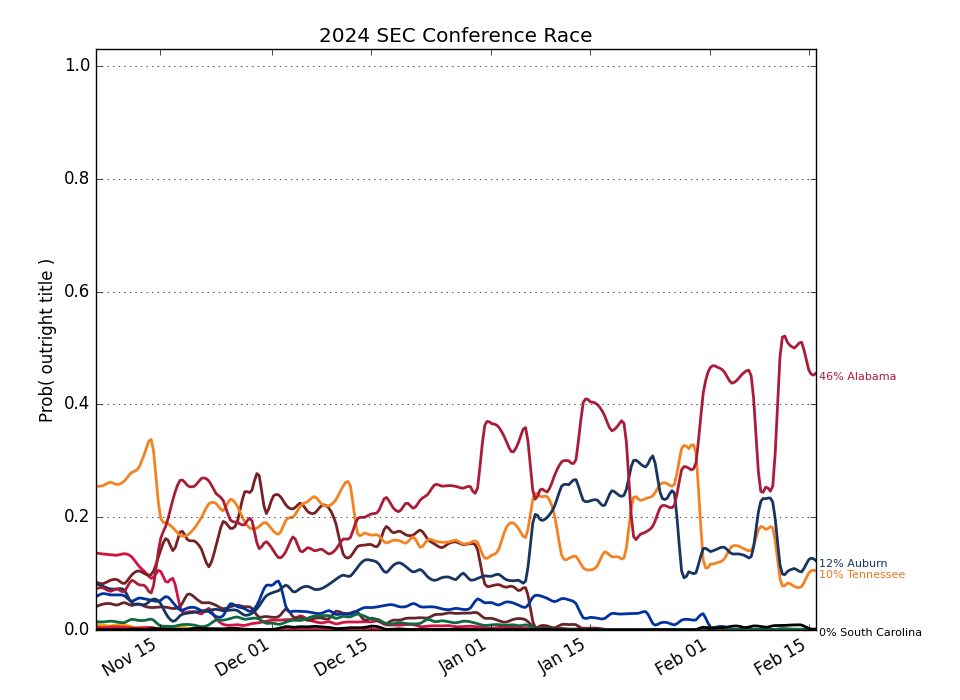 2024 SEC Conference Race
Prob( outright title )
1.0
0.8
0.6
0.4
0.2
0.0
46% Alabama
12% Auburn
10% Tennessee
0% South Carolina
Nov 15
Dec 01
Dec 15
Jan 01
Jan 15
Feb 01
Feb 15